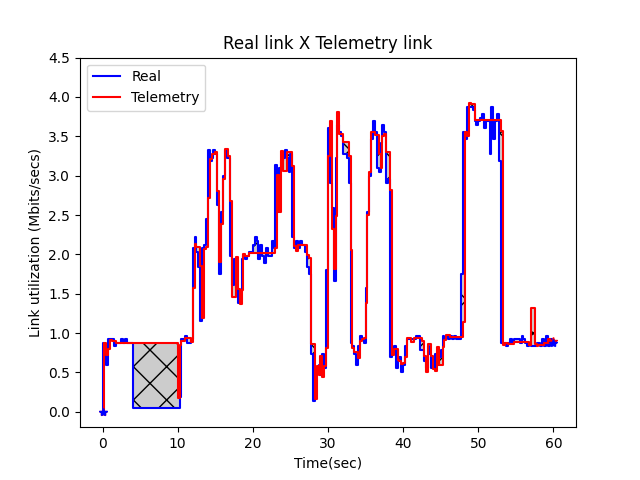 Real link X Telemetry link
Real
Telemetry
Link utilization (Mbits/secs)
4.5
4.0
3.5
3.0
2.5
2.0
1.5
1.0
0.5
0.0
0 10 20 30 40 50 60
Time(sec)